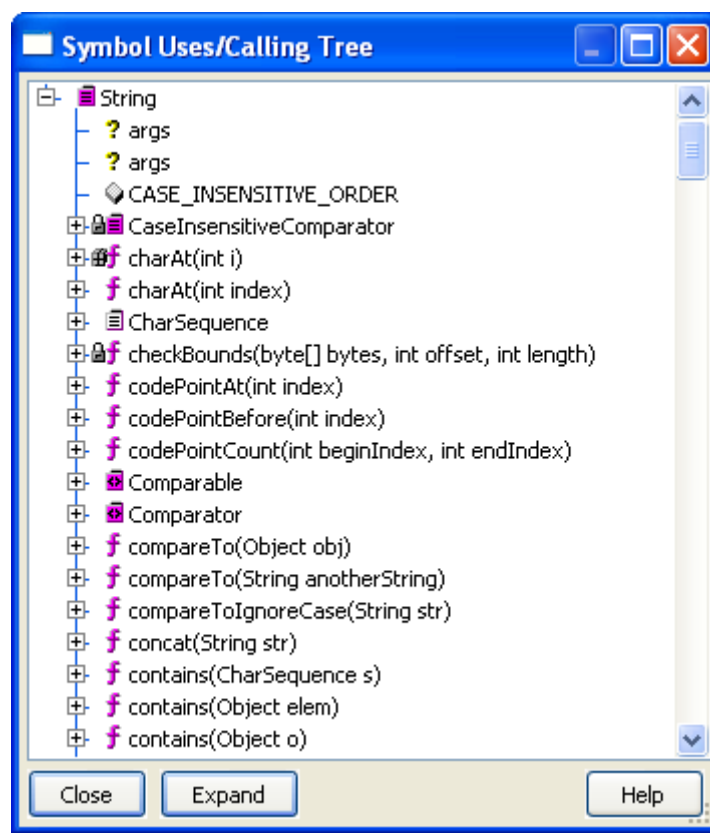 Symbol Uses/Calling Tree
String
? args
? args
CASE_INSENSITIVE_ORDER
CaseInsensitiveComparator
f charAt(int i)
f charAt(int index)
CharSequence
f checkBounds(byte[] bytes, int offset, int length)
f codePointAt(int index)
f codePointBefore(int index)
f codePointCount(int beginIndex, int endIndex)
Comparable
Comparator
f compareTo(Object obj)
f compareTo(String anotherString)
f compareToIgnoreCase(String str)
f concat(String str)
f contains(CharSequence s)
f contains(Object elem)
f contains(Object o)
Close Expand Help